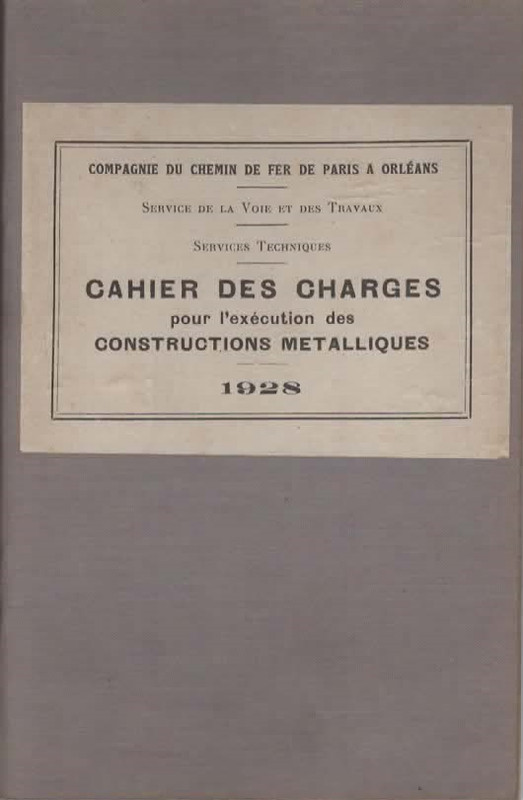 COMPAGNIE DU CHEMIN DE FER DE PARIS A ORLÉANS
SERVICE DE LA VOIE ET DES TRAVAUX
SERVICES TECHNIQUES
CAHIER DES CHARGES
pour l'exécution des
CONSTRUCTIONS METALLIQUES
1928